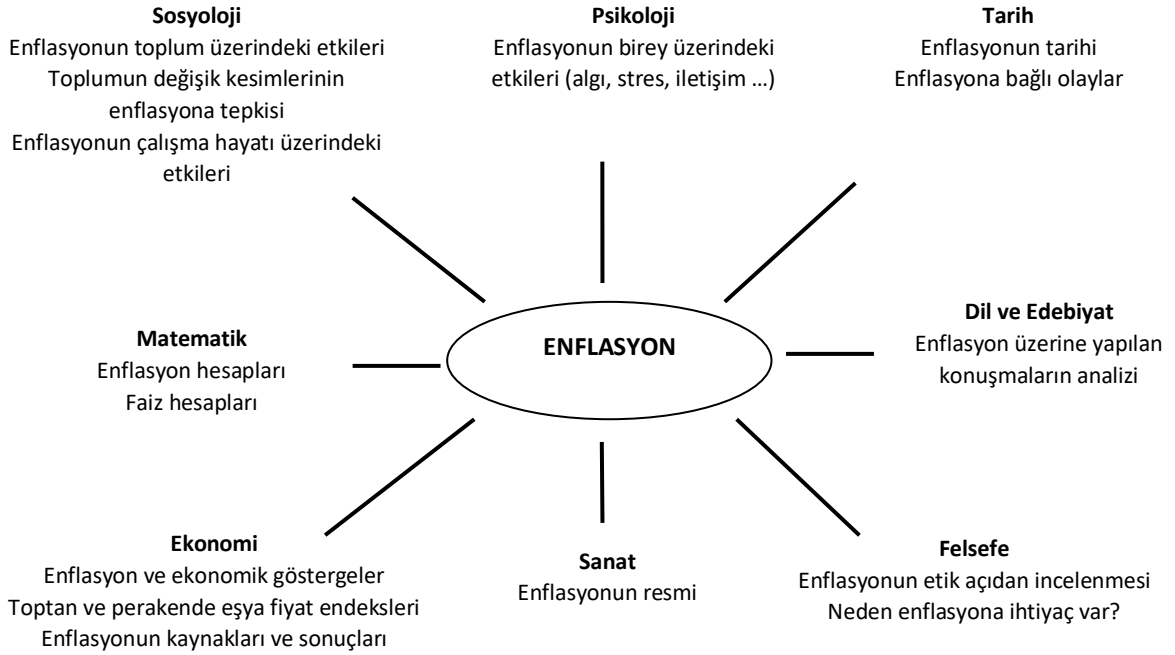 Sosyoloji
Enflasyonun toplum üzerindeki etkileri
Toplumun değişik kesimlerinin
enflasyona tepkisi
Enflasyonun çalışma hayatı üzerindeki
etkileri
Psikoloji
Enflasyonun birey üzerindeki
etkileri (algı, stres, iletişim ...)
Tarih
Enflasyonun tarihi
Enflasyona bağlı olaylar
Matematik
Enflasyon hesapları
Faiz hesapları
ENFLASYON
Dil ve Edebiyat
Enflasyon üzerine yapılan
konuşmaların analizi
Ekonomi
Enflasyon ve ekonomik göstergeler
Toptan ve perakende eşya fiyat endeksleri
Enflasyonun kaynakları ve sonuçları
Sanat
Enflasyonun resmi
Felsefe
Enflasyonun etik açıdan incelenmesi
Neden enflasyona ihtiyaç var?